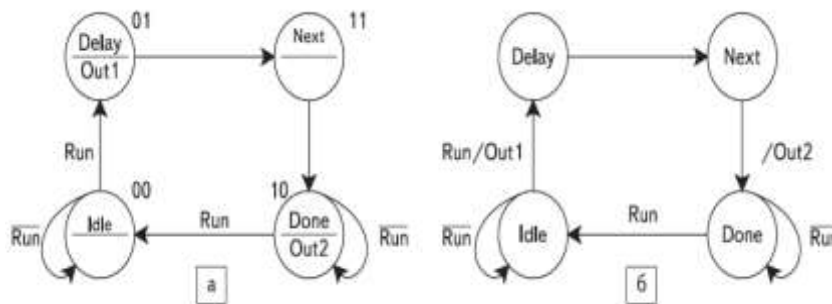 01
Delay
Out1
Next
11
Run
00
Idle
Run
10
Done
Out2
Run
Run
а
Delay
Next
Run/Out1
/Out2
Run
Idle
Run
Done
Run
б